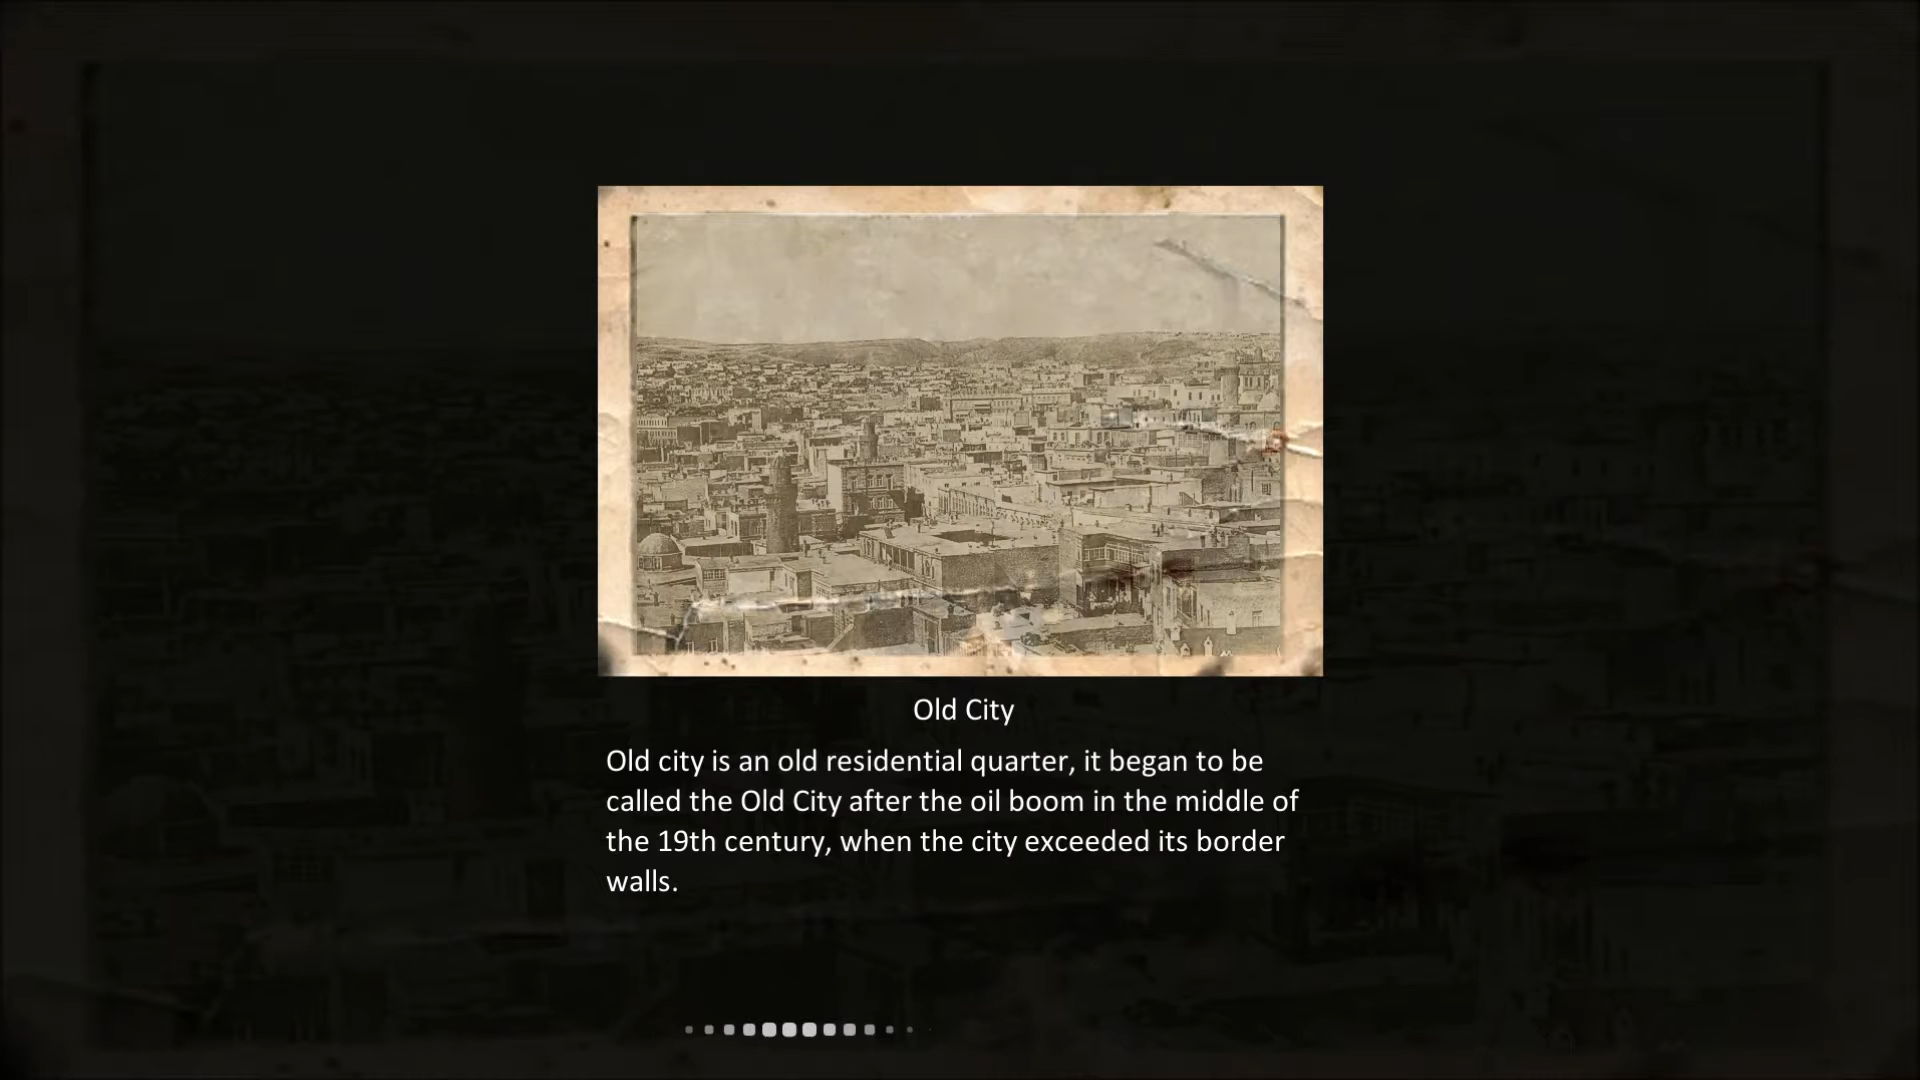 Old City
Old city is an old residential quarter, it began to be
called the Old City after the oil boom in the middle of
the 19th century, when the city exceeded its border
walls.